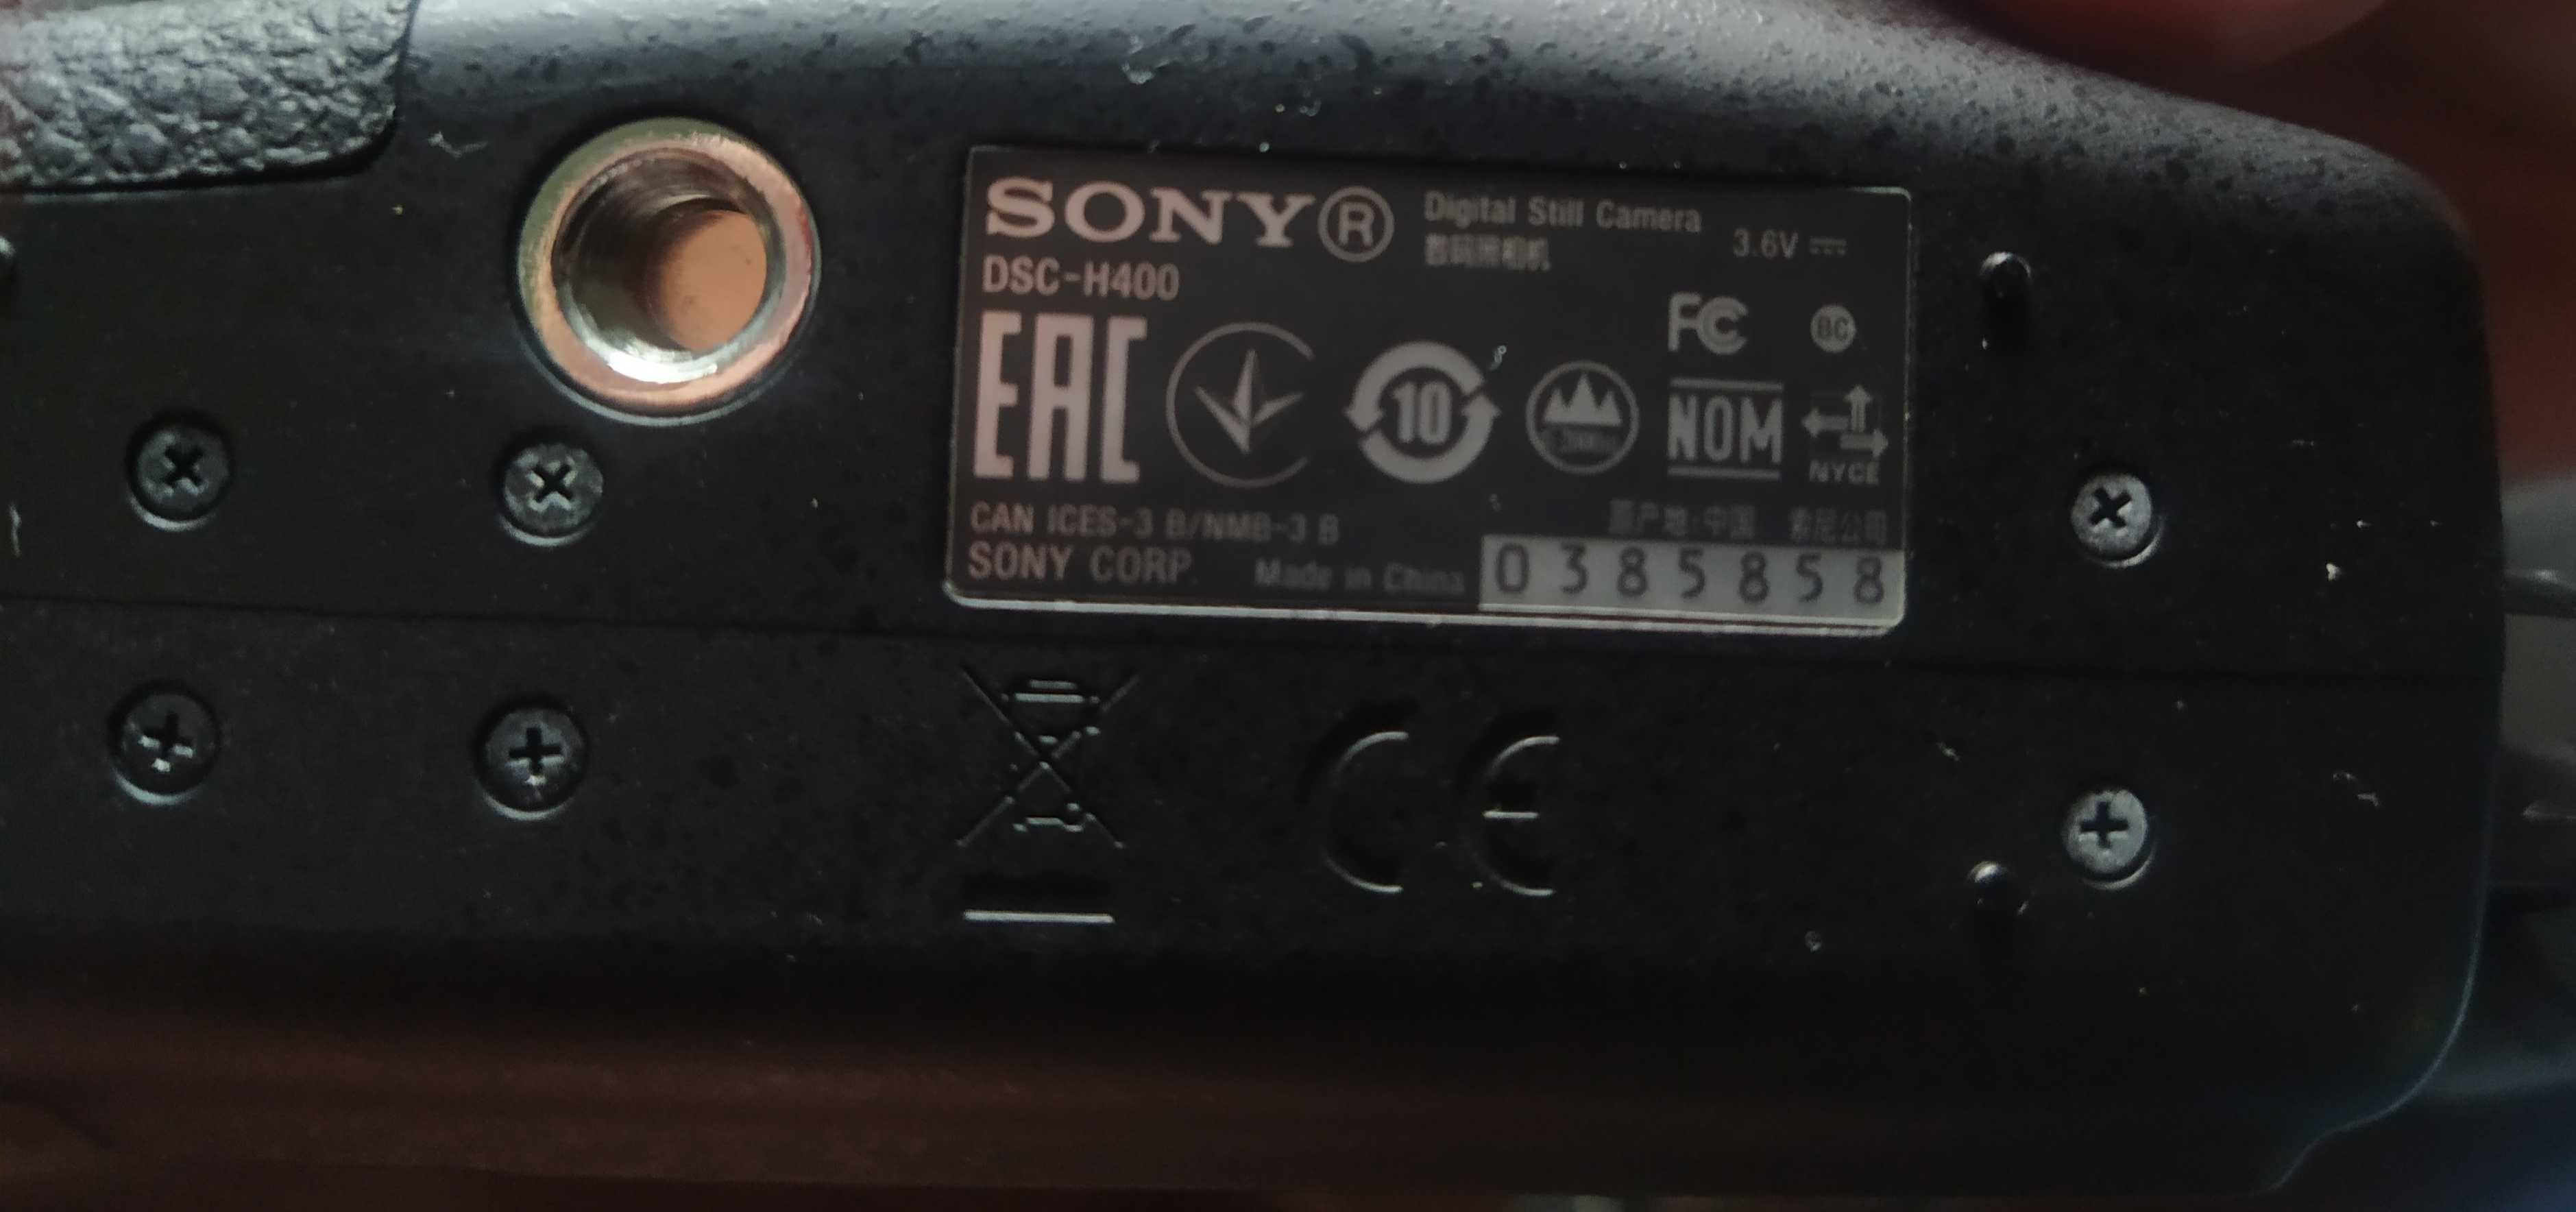 SONY®
Digital Still Camera
数码照相机
3.6V
DSC-H400
FC
BC
EAC
10
NOM
NYCE
CAN ICES-3 B/NMB-3 B
原产地:中国 索尼公司
SONY CORP. Made in China
0385858
CE